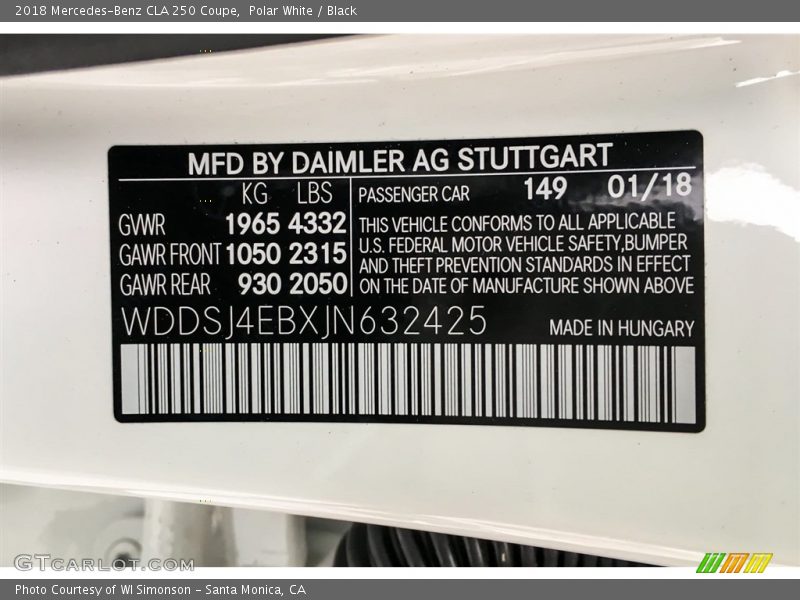 2018 Mercedes-Benz CLA 250 Coupe, Polar White / Black
MFD BY DAIMLER AG STUTTGART
KG LBS
GVWR 1965 4332
GAWR FRONT 1050 2315
GAWR REAR 930 2050
PASSENGER CAR 149 01/18
THIS VEHICLE CONFORMS TO ALL APPLICABLE
U.S. FEDERAL MOTOR VEHICLE SAFETY,BUMPER
AND THEFT PREVENTION STANDARDS IN EFFECT
ON THE DATE OF MANUFACTURE SHOWN ABOVE
WDDSJ4EBXJN632425
MADE IN HUNGARY
GTCARLOT.COM
Photo Courtesy of WI Simonson - Santa Monica, CA